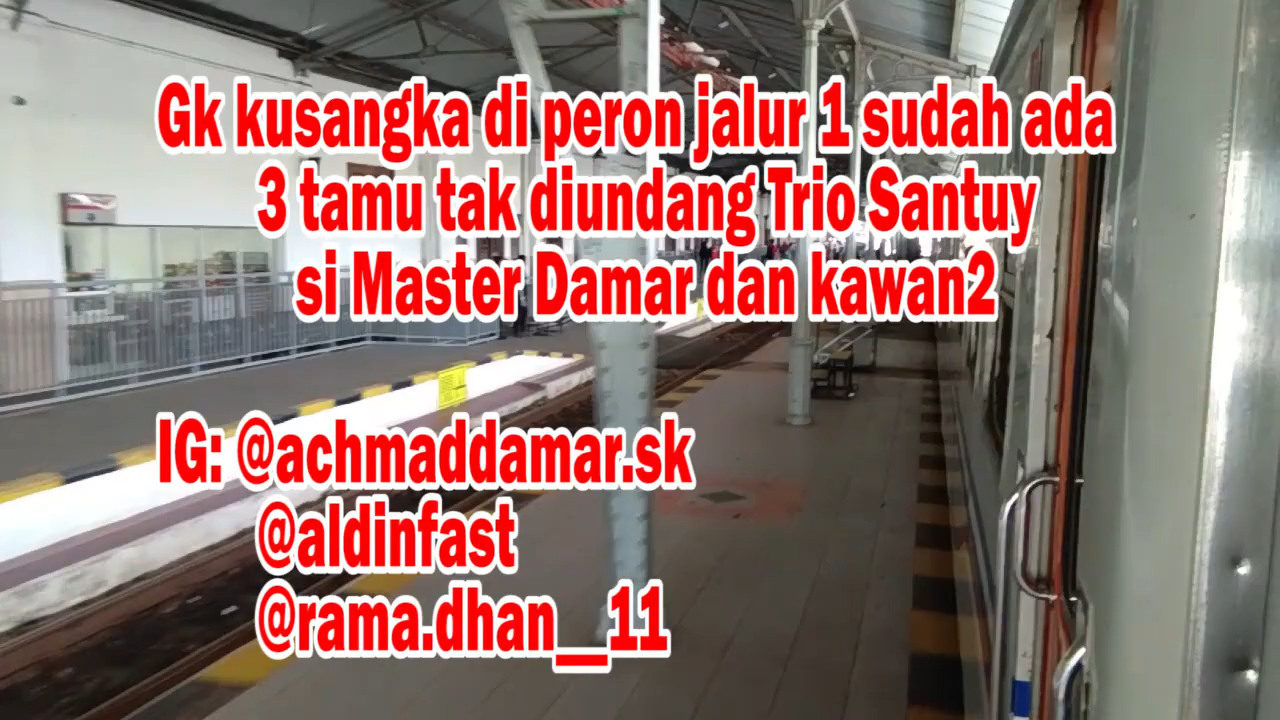 Gk kusangka di peron jalur 1 sudah ada
3 tamu tak diundang Trio Santuy
si Master Damar dan kawan2
IG: @achmaddamar.sk
@aldinfast
@rama.dhan__11